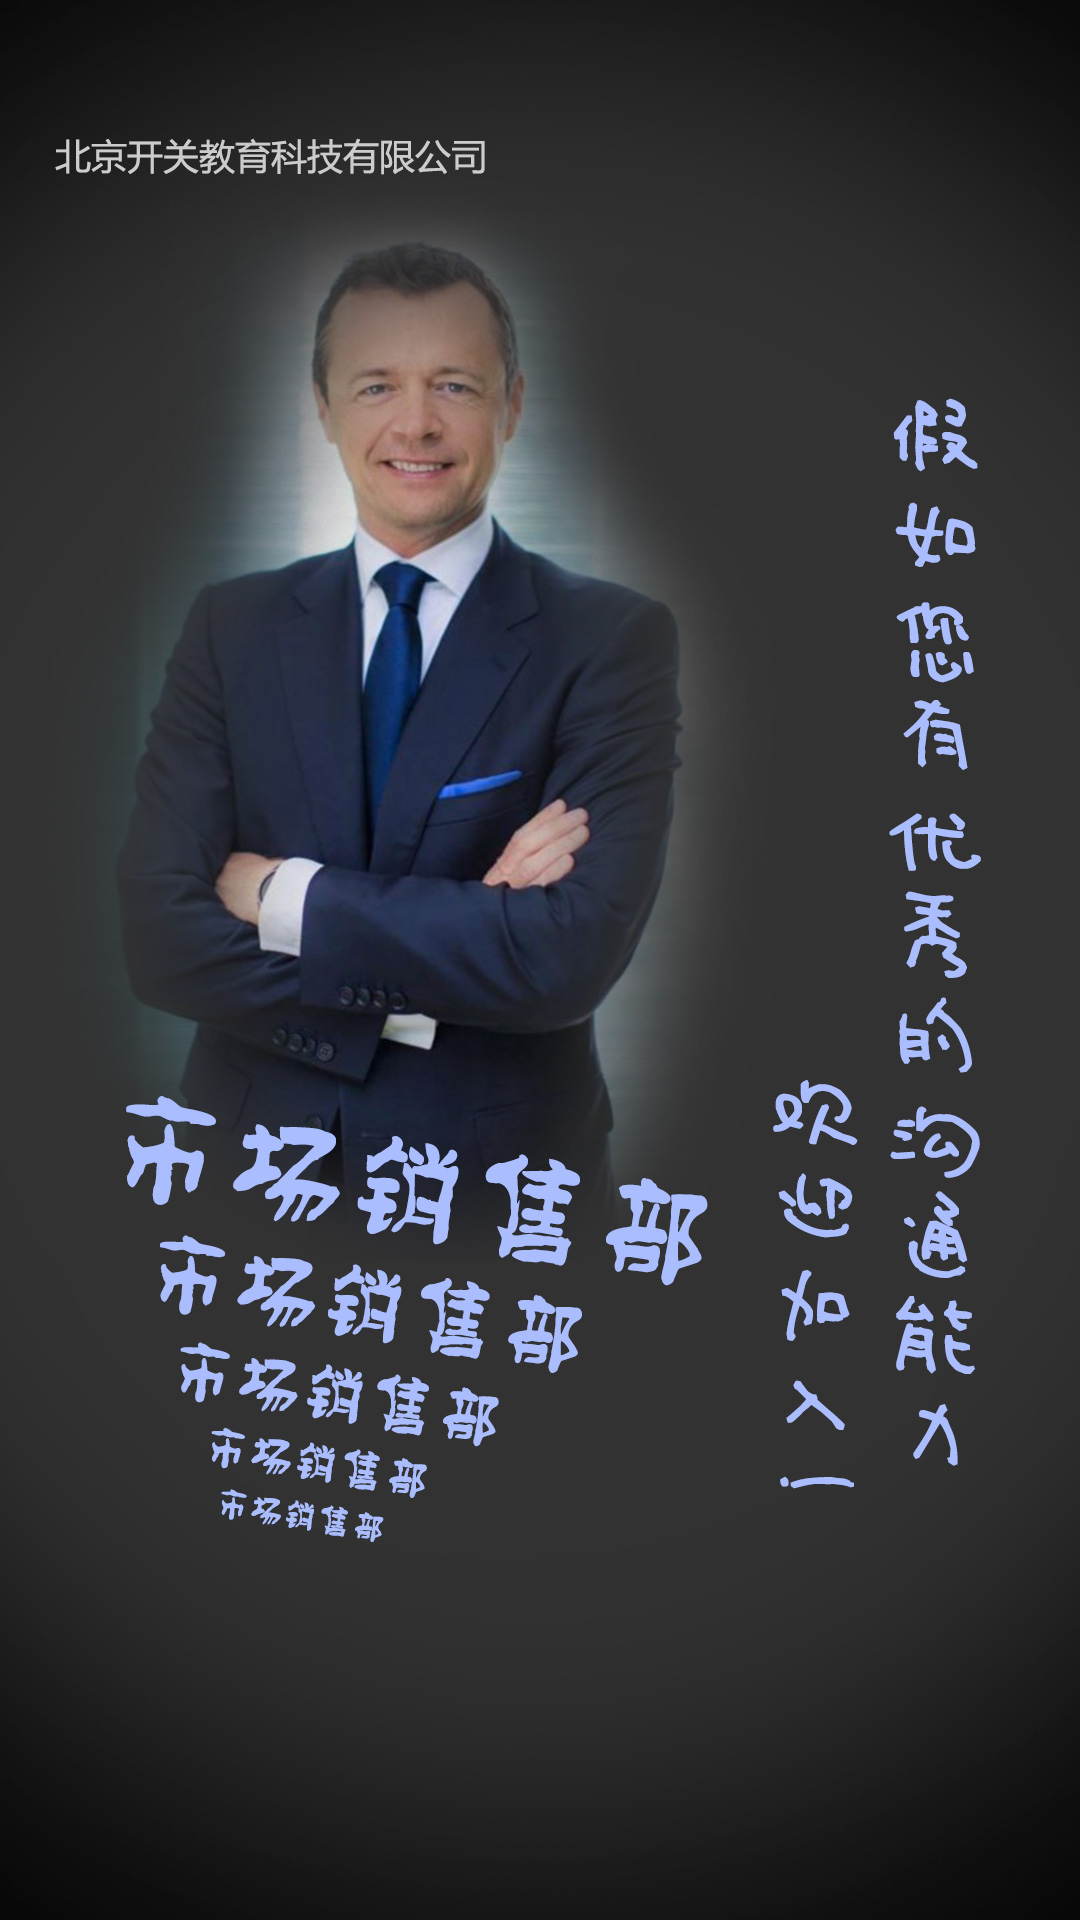 北京开关教育科技有限公司
假如您有优秀的沟通能力
欢迎加入！
市场销售部
市场销售部
市场销售部
市场销售部
市场销售部